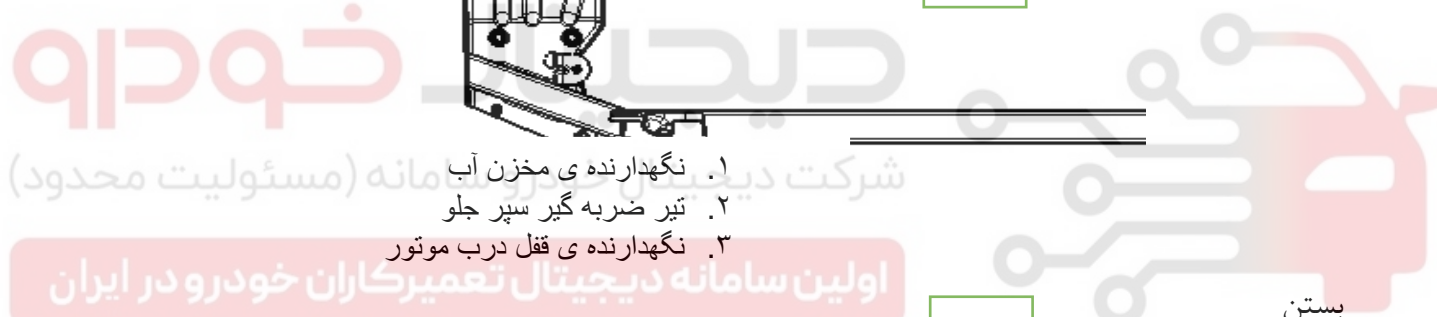 دیجیتال خودرو
شرکت دیجیتال خودرو سامانه (مسئولیت محدود)
۱. نگهدارنده ی مخزن آب
۲. تیر ضربه گیر سپر جلو
۳. نگهدارنده ی قفل درب موتور
اولین سامانه دیجیتال تعمیرکاران خودرو در ایران
بستن